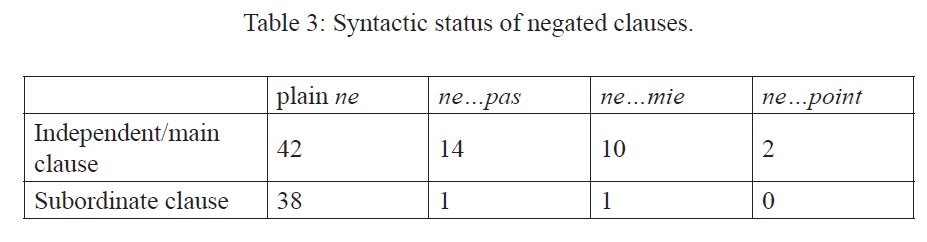 Table 3: Syntactic status of negated clauses.
plain ne ne…pas ne…mie ne…point
Independent/main
clause 42 14 10 2
Subordinate clause 38 1 1 0